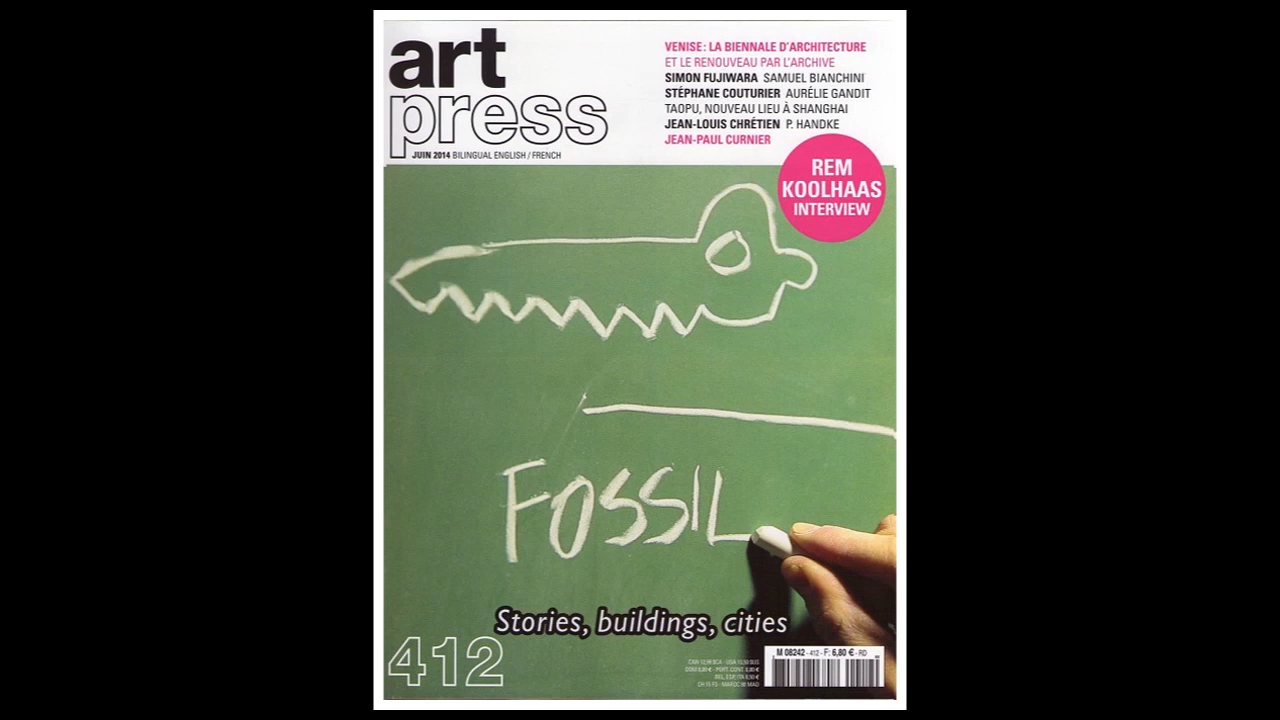 art
press
JUIN 2014 BILINGUAL ENGLISH / FRENCH
VENISE : LA BIENNALE D'ARCHITECTURE
ET LE RENOUVEAU PAR L'ARCHIVE
SIMON FUJIWARA SAMUEL BIANCHINI
STÉPHANE COUTURIER AURÉLIE GANDIT
TAOPU, NOUVEAU LIEU À SHANGHAI
JEAN-LOUIS CHRÉTIEN P. HANDKE
JEAN-PAUL CURNIER
REM
KOOLHAAS
INTERVIEW
FOSSIL
Stories, buildings, cities
412
M 08242 - 412 - F: 6,80 € - RD